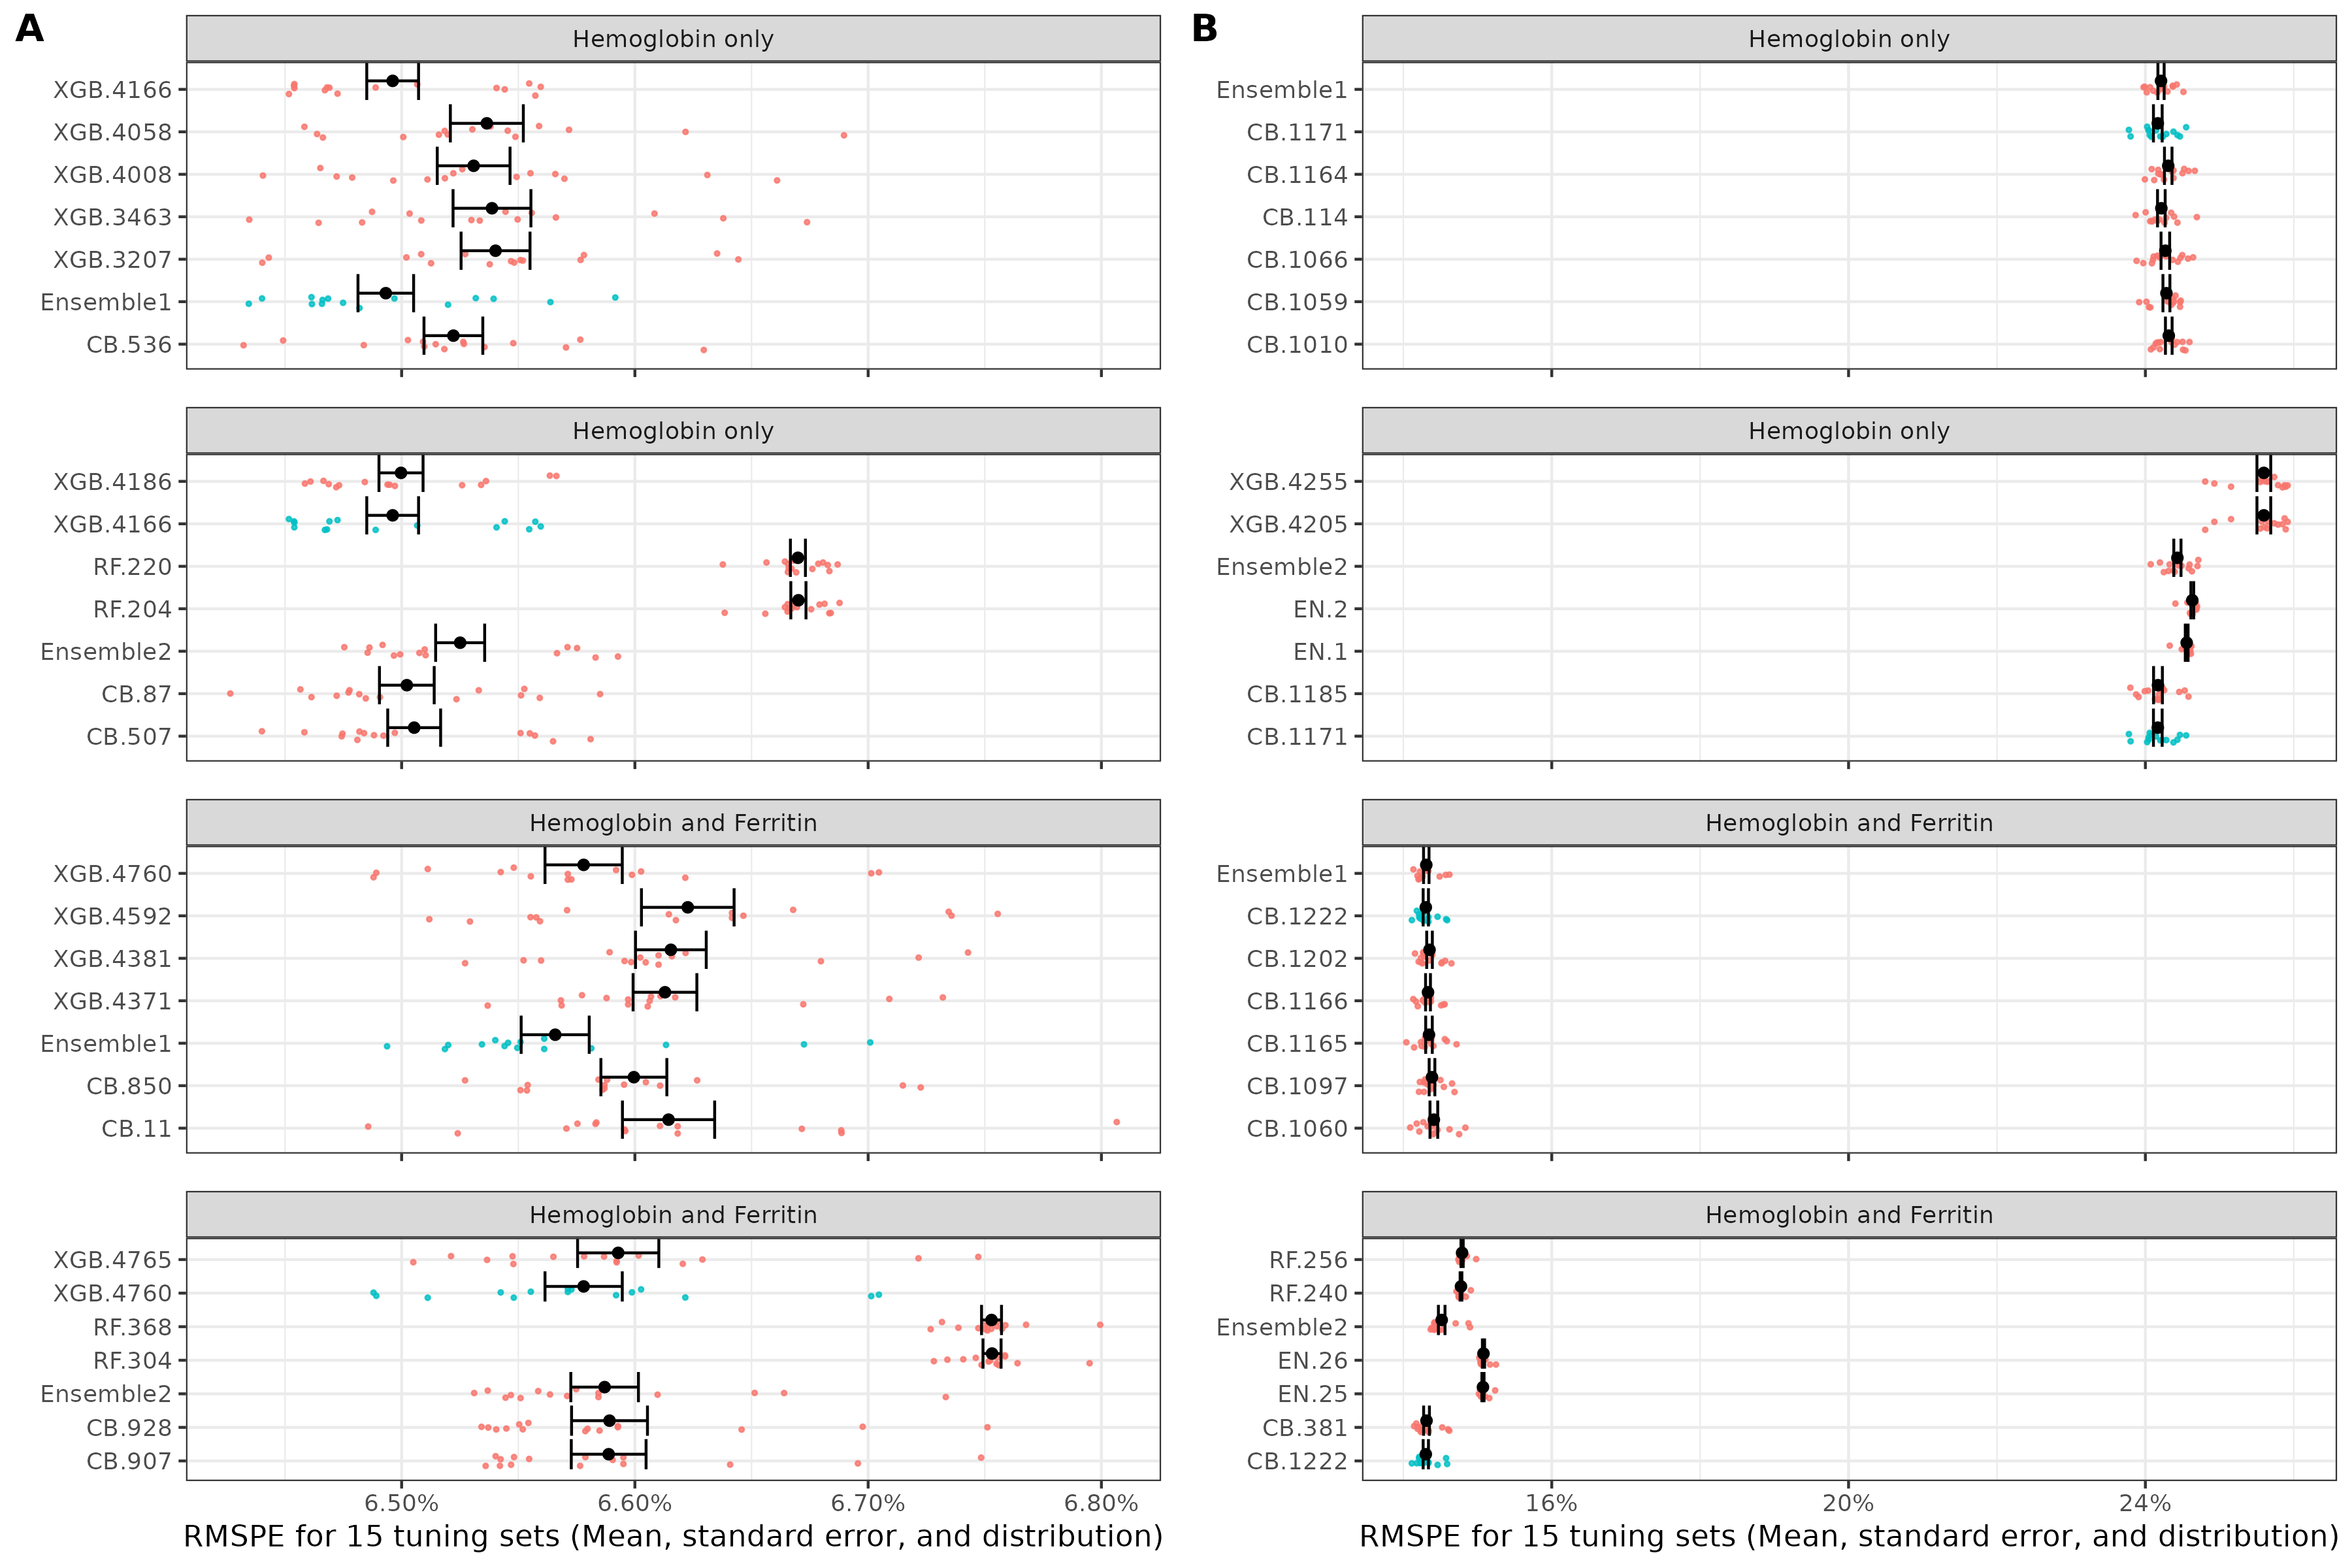 A
Hemoglobin only
XGB.4166
XGB.4058
XGB.4008
XGB.3463
XGB.3207
Ensemble1
CB.536
Hemoglobin only
XGB.4186
XGB.4166
RF.220
RF.204
Ensemble2
CB.87
CB.507
Hemoglobin and Ferritin
XGB.4760
XGB.4592
XGB.4381
XGB.4371
Ensemble1
CB.850
CB.11
Hemoglobin and Ferritin
XGB.4765
XGB.4760
RF.368
RF.304
Ensemble2
CB.928
CB.907
6.50% 6.60% 6.70% 6.80%
RMSPE for 15 tuning sets (Mean, standard error, and distribution)
B
Hemoglobin only
Ensemble1
CB.1171
CB.1164
CB.114
CB.1066
CB.1059
CB.1010
Hemoglobin only
XGB.4255
XGB.4205
Ensemble2
EN.2
EN.1
CB.1185
CB.1171
Hemoglobin and Ferritin
Ensemble1
CB.1222
CB.1202
CB.1166
CB.1165
CB.1097
CB.1060
Hemoglobin and Ferritin
RF.256
RF.240
Ensemble2
EN.26
EN.25
CB.381
CB.1222
16% 20% 24%
RMSPE for 15 tuning sets (Mean, standard error, and distribution)